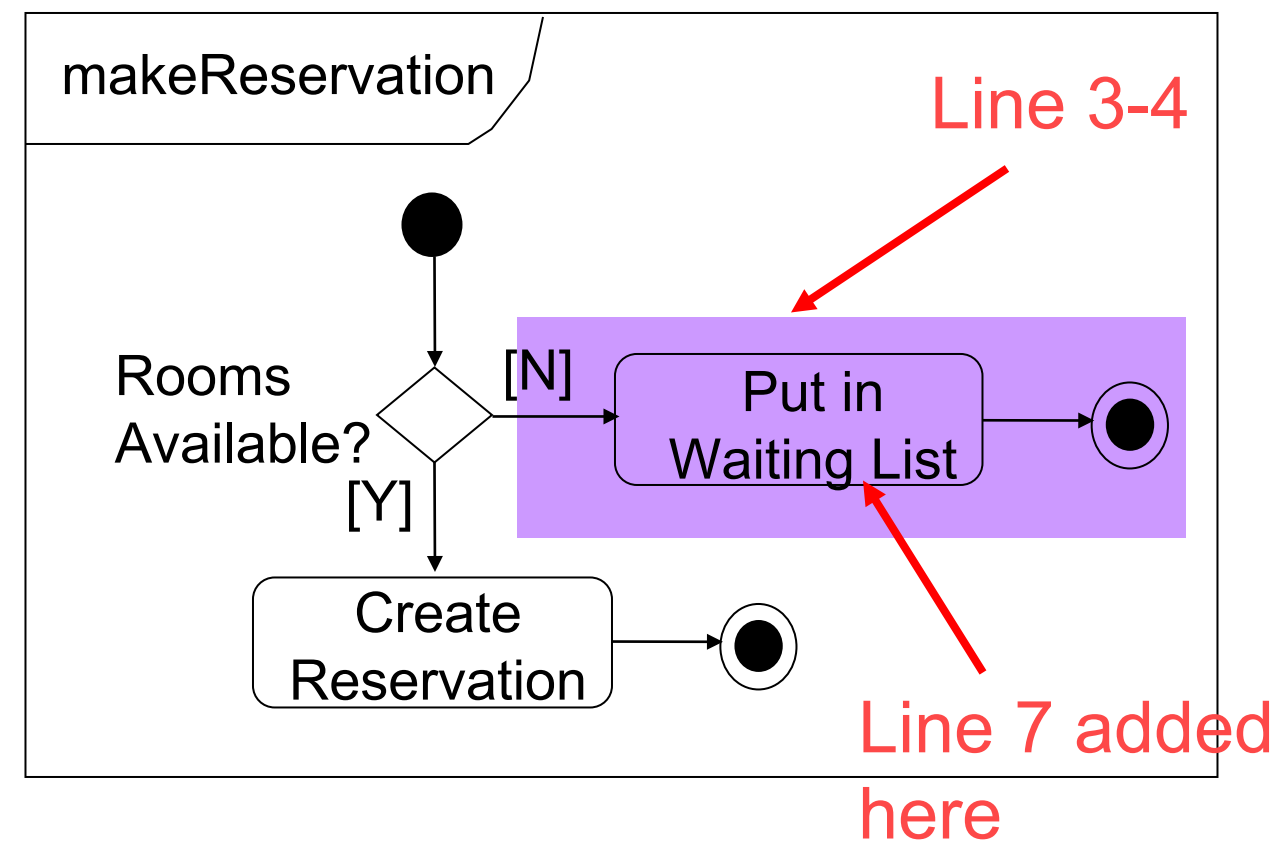 makeReservation
Line 3-4
Rooms
Available?
[N]
Put in
Waiting List
[Y]
Create
Reservation
Line 7 added
here